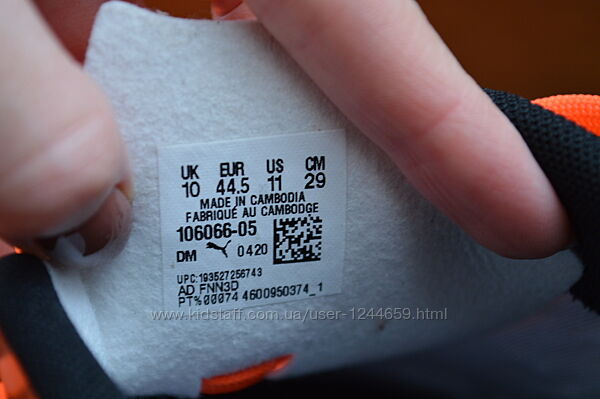 UK EUR US CM
10 44.5 11 29
MADE IN CAMBODIA
FABRIQUÉ AU CAMBODGE
106066-05
DM 0420
UPC:193527256743
AD FNN3D
PT%00074 4600950374_1
www.kidstaff.com.ua/user-1244659.html